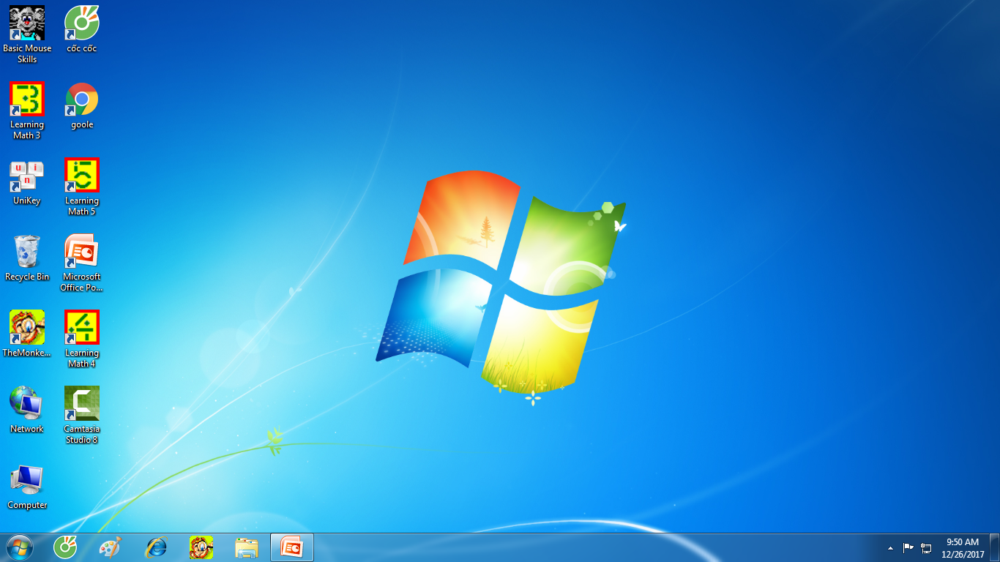 Basic Mouse
Skills
cốc cốc
Learning
Math 3
goole
u i
n
UniKey
Learning
Math 5
Recycle Bin
Microsoft
Office Po...
TheMonke...
Learning
Math 4
Network
Camtasia
Studio 8
Computer
9:50 AM
12/26/2017